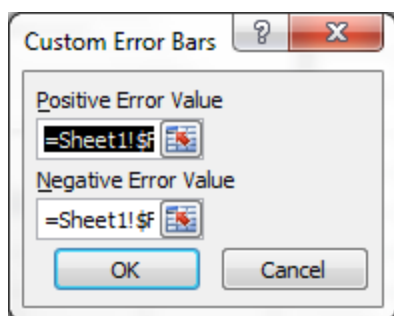 Custom Error Bars
Positive Error Value
=Sheet1!$F
Negative Error Value
=Sheet1!$F
OK Cancel